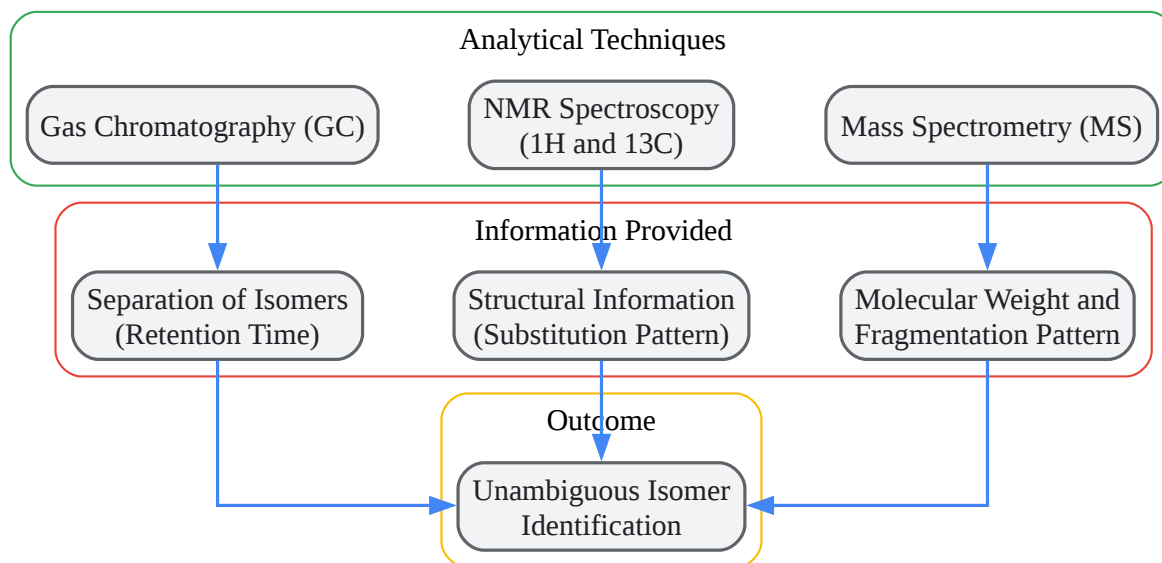 Analytical Techniques
Gas Chromatography (GC)
NMR Spectroscopy
(1H and 13C)
Mass Spectrometry (MS)
Information Provided
Separation of Isomers
(Retention Time)
Structural Information
(Substitution Pattern)
Molecular Weight and
Fragmentation Pattern
Outcome
Unambiguous Isomer
Identification